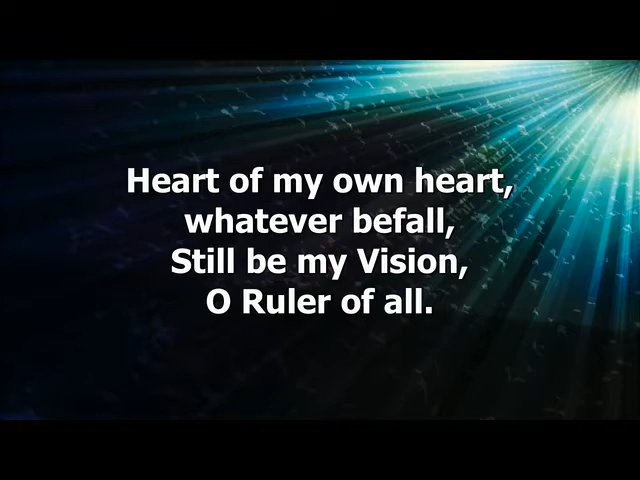 Heart of my own heart,
whatever befall,
Still be my Vision,
O Ruler of all.